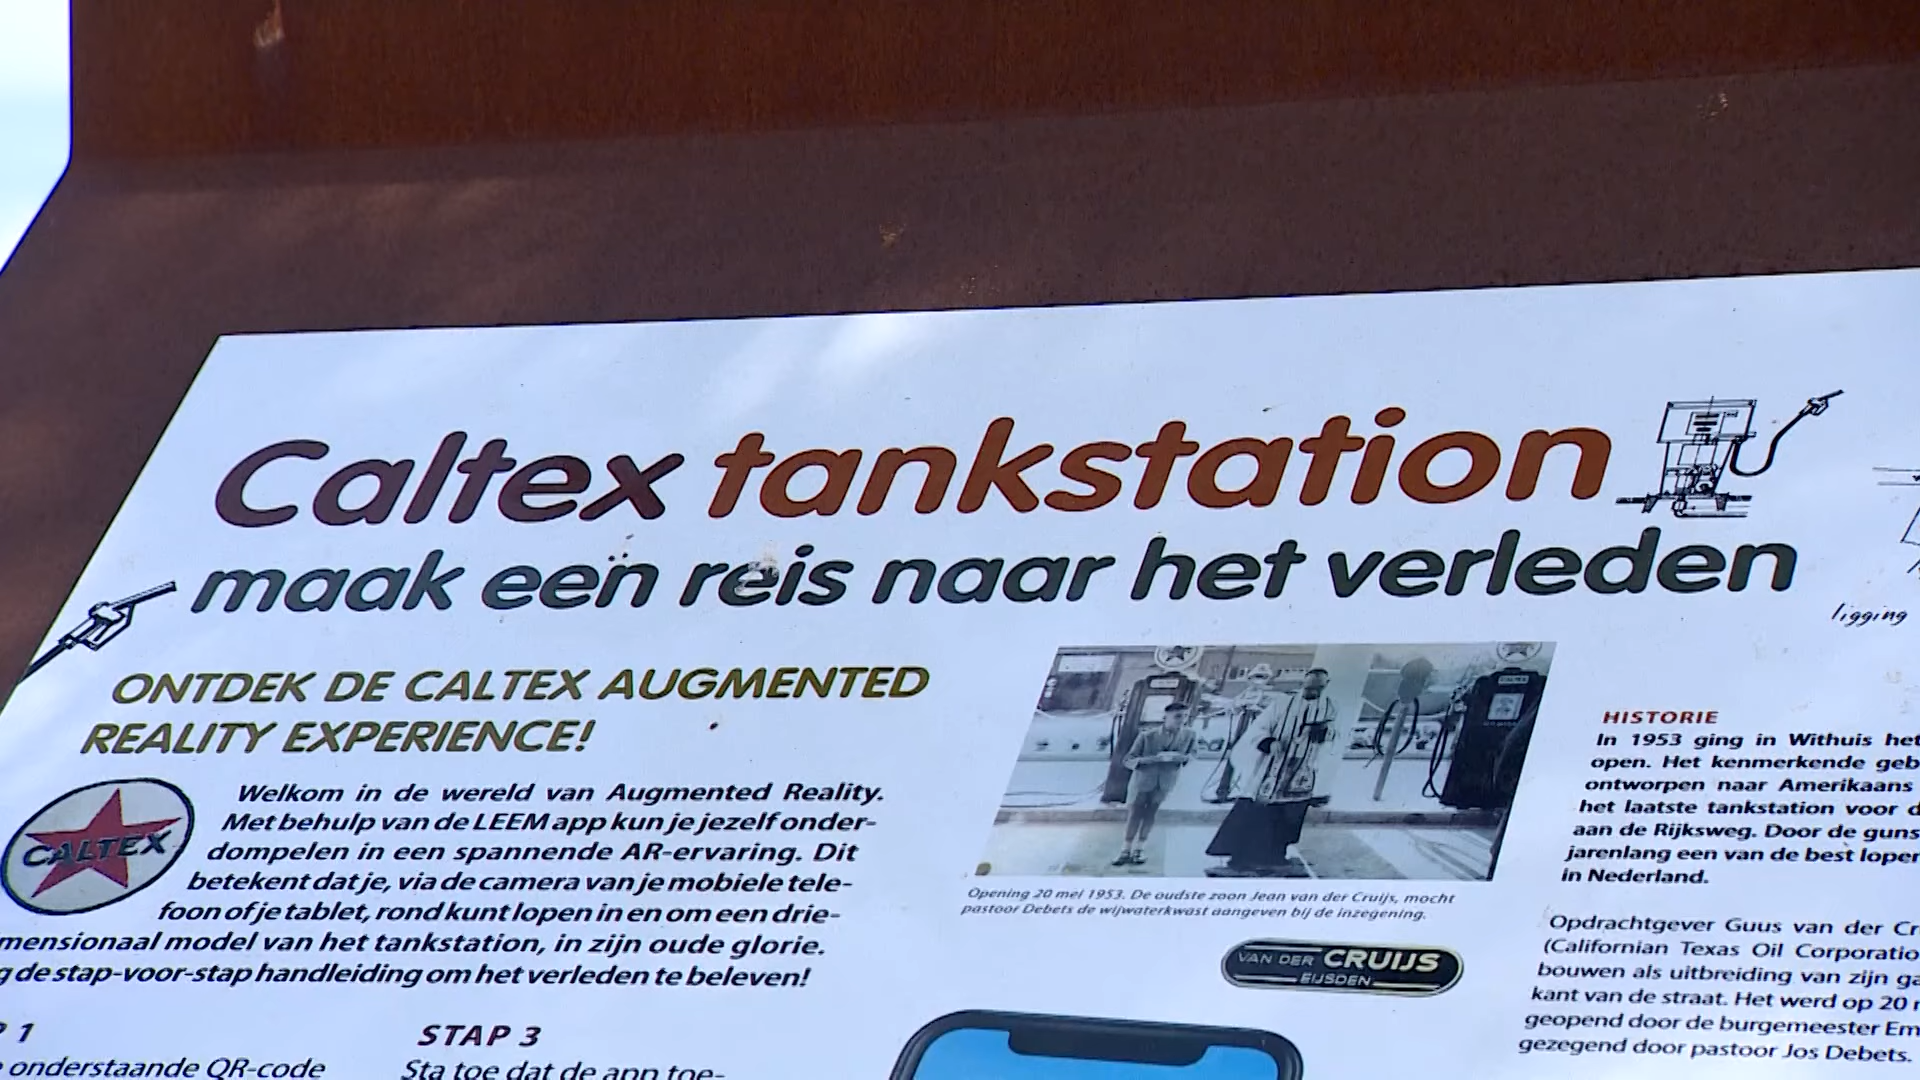 Caltex tankstation
maak een reis naar het verleden
ligging
ONTDEK DE CALTEX AUGMENTED
REALITY EXPERIENCE!
CALTEX
Welkom in de wereld van Augmented Reality.
Met behulp van de LEEM app kun je jezelf onder-
dompelen in een spannende AR-ervaring. Dit
betekent dat je, via de camera van je mobiele tele-
foon of je tablet, rond kunt lopen in en om een drie-
mensionaal model van het tankstation, in zijn oude glorie.
g de stap-voor-stap handleiding om het verleden te beleven!
P 1
onderstaande QR-code
STAP 3
Sta toe dat de app toe-
Opening 20 mei 1953. De oudste zoon Jean van der Cruijs, mocht
pastoor Debets de wijwaterkwast aangeven bij de inzegening.
VAN DER CRUIJS
EIJSDEN
HISTORIE
In 1953 ging in Withuis het
open. Het kenmerkende geb
ontworpen naar Amerikaans
het laatste tankstation voor d
aan de Rijksweg. Door de guns
jarenlang een van de best loper
in Nederland.
Opdrachtgever Guus van der Cr
(Californian Texas Oil Corporatio
bouwen als uitbreiding van zijn ga
kant van de straat. Het werd op 20 m
geopend door de burgemeester Em
gezegend door pastoor Jos Debets.